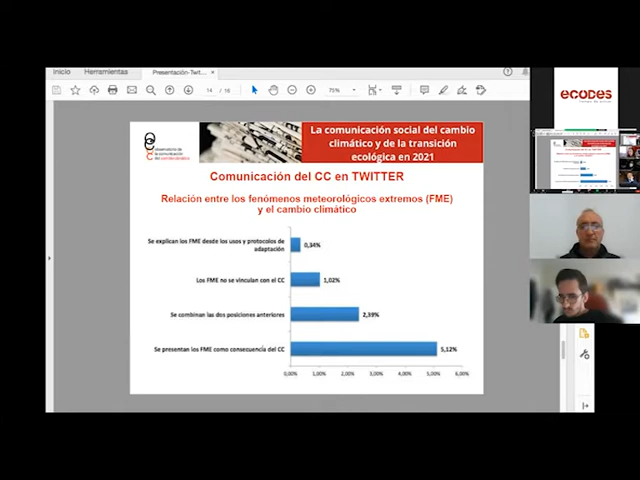 Inicio Herramientas Presentación-Twit...
14 / 16 75%
ecodes
Observatorio de
la comunicación
La comunicación social del cambio
climático y de la transición
ecológica en 2021
Comunicación del CC en TWITTER
Relación entre los fenómenos meteorológicos extremos (FME)
y el cambio climático
Se explican los FME desde los usos y protocolos de
adaptación
0,34%
Los FME no se vinculan con el CC
1,02%
Se combinan las dos posiciones anteriores
2,39%
Se presentan los FME como consecuencia del CC
5,12%
0,00% 1,00% 2,00% 3,00% 4,00% 5,00% 6,00%